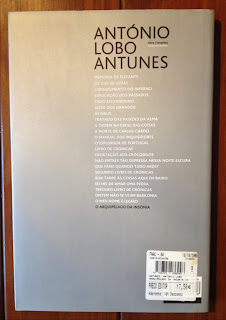 ANTÓNIO
LOBO
ANTUNES
MEMÓRIA DE ELEFANTE
OS CUS DE JUDAS
CONHECIMENTO DO INFERNO
EXPLICAÇÃO DOS PÁSSAROS
FADO ALEXANDRINO
AUTO DOS DANADOS
AS NAUS
TRATADO DAS PAIXÕES DA ALMA
A ORDEM NATURAL DAS COISAS
A MORTE DE CARLOS GARDEL
O MANUAL DOS INQUISIDORES
O ESPLENDOR DE PORTUGAL
LIVRO DE CRÓNICAS
EXORTAÇÃO AOS CROCODILOS
NÃO ENTRES TÃO DEPRESSA NESSA NOITE ESCURA
QUE FAREI QUANDO TUDO ARDE?
SEGUNDO LIVRO DE CRÓNICAS
BOA TARDE ÀS COISAS AQUI EM BAIXO
EU HEI-DE AMAR UMA PEDRA
TERCEIRO LIVRO DE CRÓNICAS
ONTEM NÃO TE VI EM BABILÓNIA
O MEU NOME É LEGIÃO
O ARQUIPÉLAGO DA INSÓNIA
FNAC
17,58€